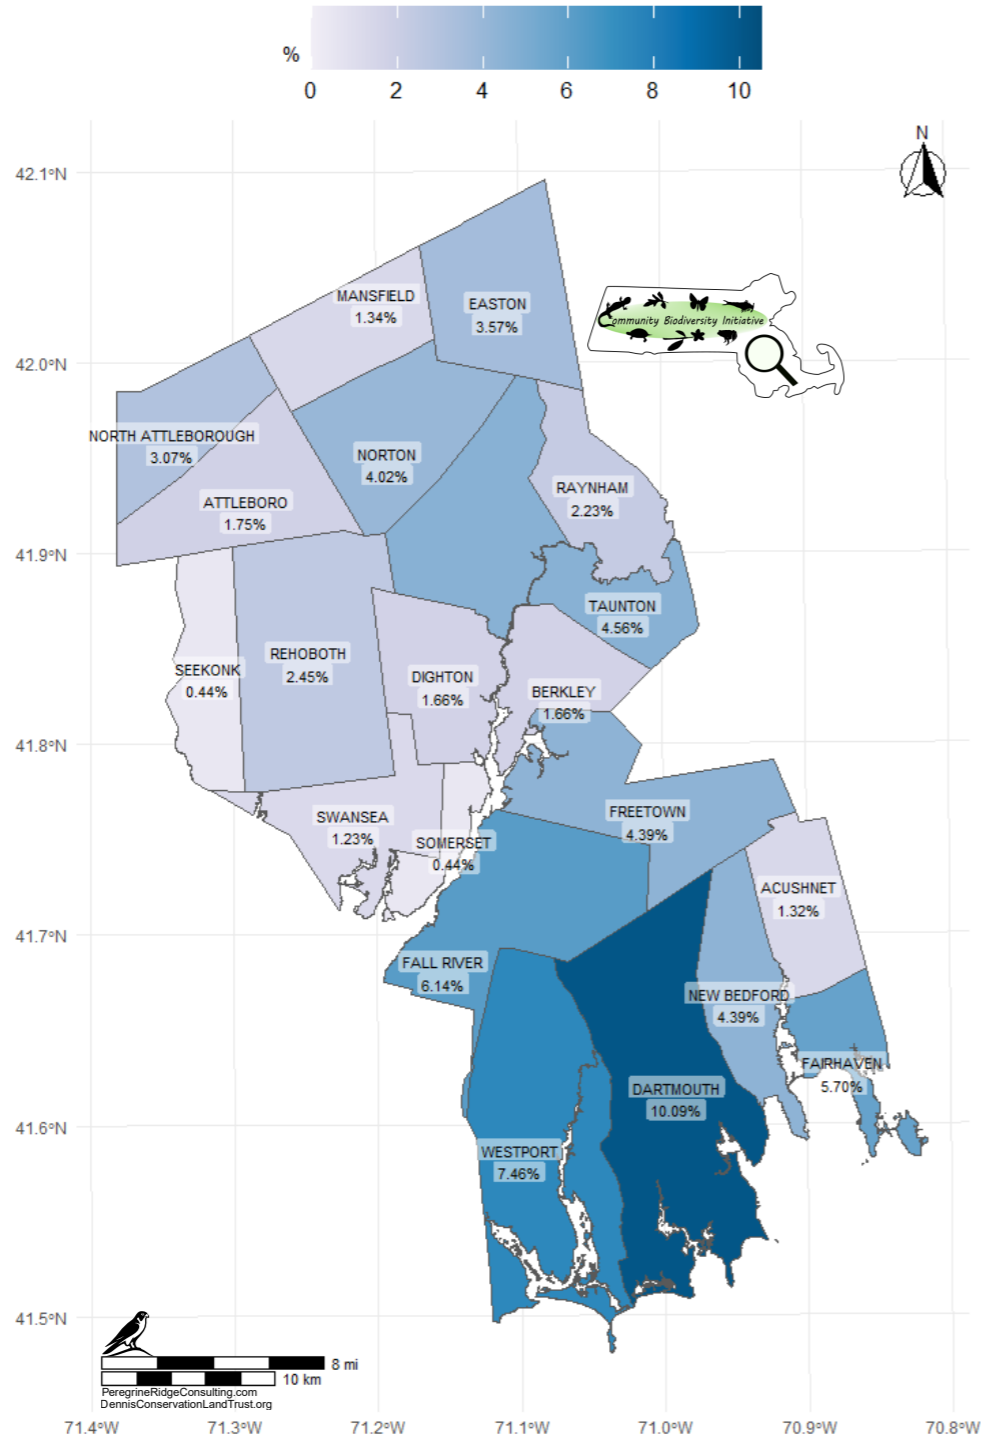 %
0 2 4 6 8 10
N
42.1°N
MANSFIELD
1.34%
EASTON
3.57%
Community Biodiversity Initiative
42.0°N
NORTH ATTLEBOROUGH
3.07%
NORTON
4.02%
ATTLEBORO
1.75%
RAYNHAM
2.23%
41.9°N
TAUNTON
4.56%
SEEKONK
0.44%
REHOBOTH
2.45%
DIGHTON
1.66%
BERKLEY
1.66%
41.8°N
SWANSEA
1.23%
SOMERSET
0.44%
FREETOWN
4.39%
ACUSHNET
1.32%
41.7°N
FALL RIVER
6.14%
NEW BEDFORD
4.39%
FAIRHAVEN
5.70%
DARTMOUTH
10.09%
41.6°N
WESTPORT
7.46%
41.5°N
8 mi
10 km
PeregrineRidgeConsulting.com
DennisConservationLandTrust.org
71.4°W 71.3°W 71.2°W 71.1°W 71.0°W 70.9°W 70.8°W